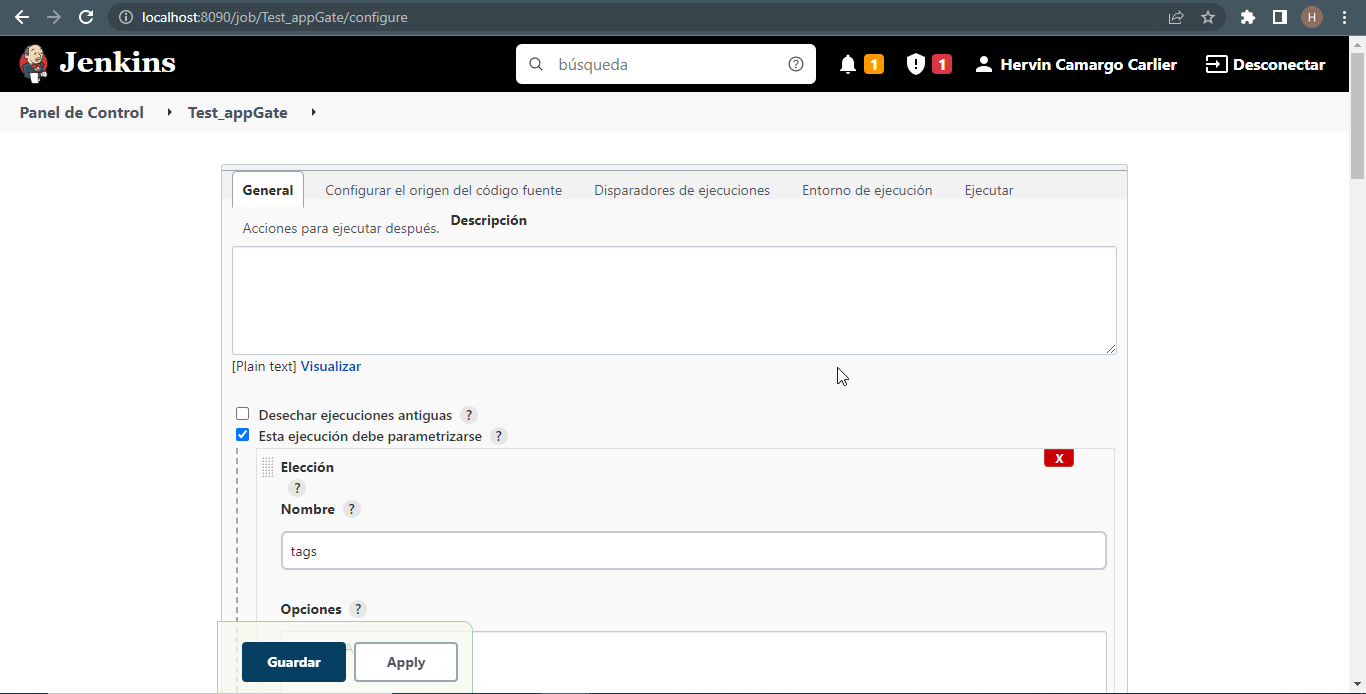 localhost:8090/job/Test_appGate/configure
H
Jenkins
búsqueda
?
1
1
Hervin Camargo Carlier
Desconectar
Panel de Control
Test_appGate
General
Configurar el origen del código fuente
Disparadores de ejecuciones
Entorno de ejecución
Ejecutar
Acciones para ejecutar después.
Descripción
[Plain text] Visualizar
Desechar ejecuciones antiguas ?
Esta ejecución debe parametrizarse ?
Elección
X
?
Nombre ?
tags
Opciones ?
Guardar
Apply